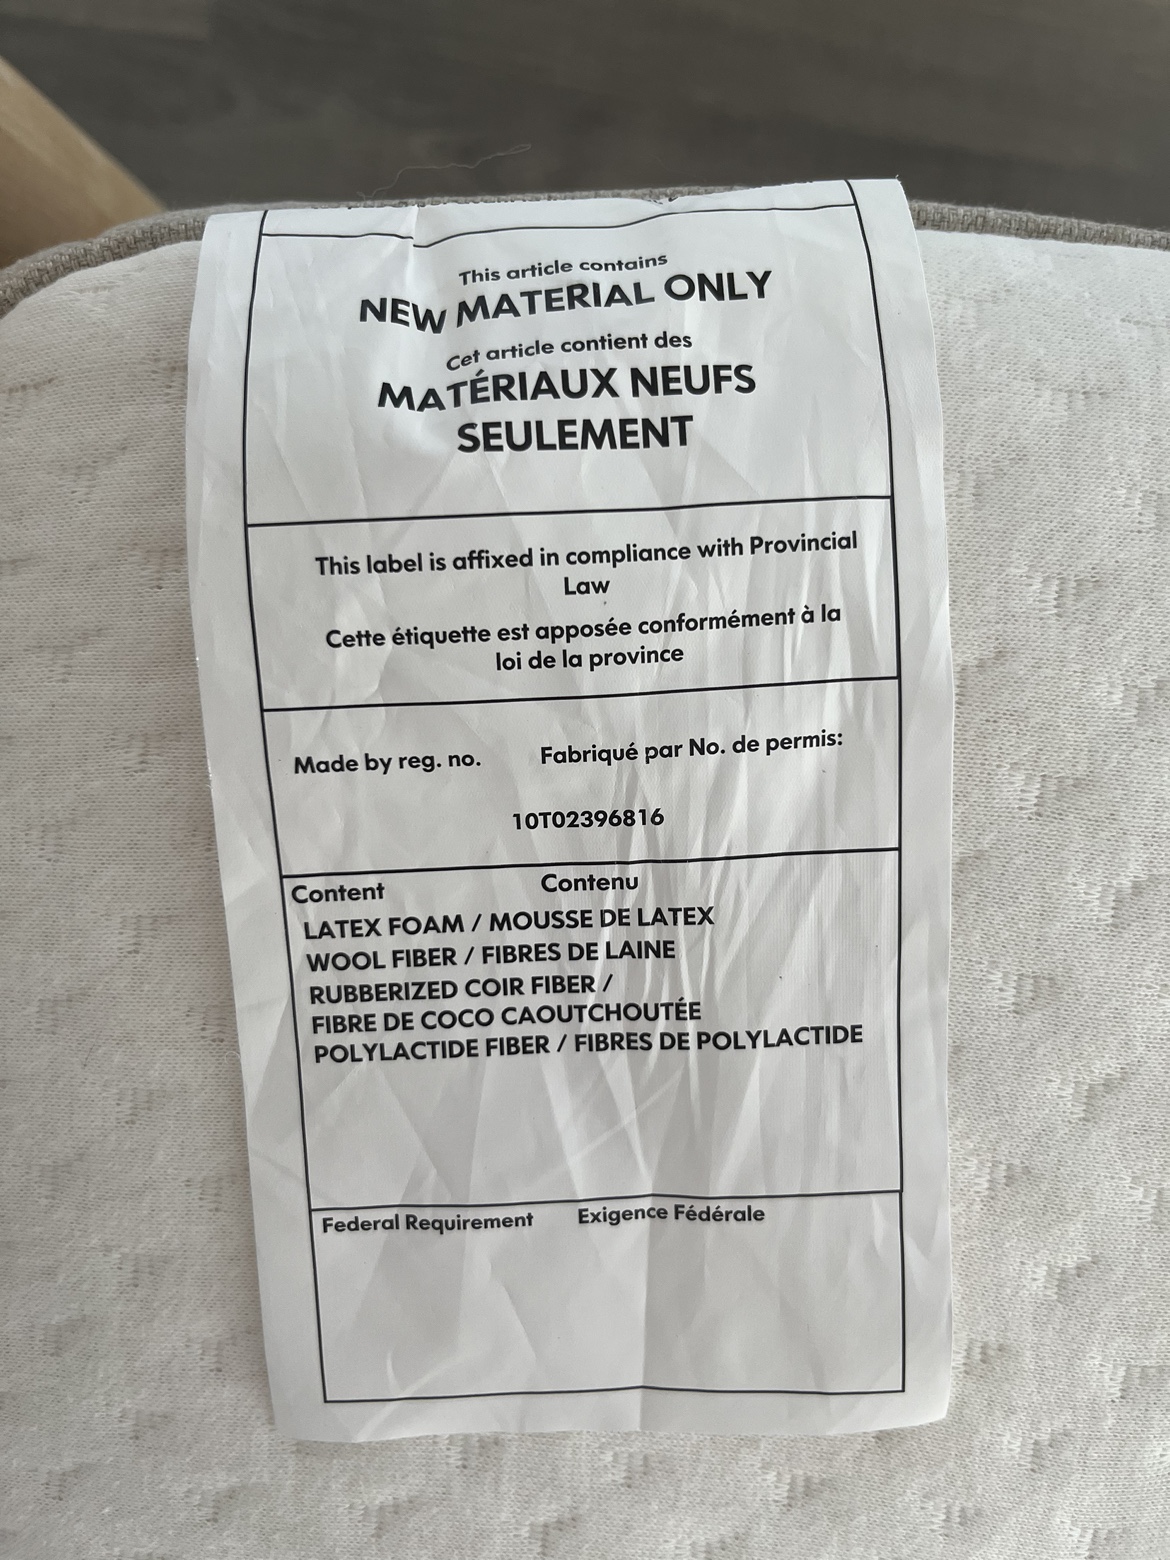 This article contains
NEW MATERIAL ONLY
Cet article contient des
MATÉRIAUX NEUFS
SEULEMENT
This label is affixed in compliance with Provincial
Law
Cette étiquette est apposée conformément à la
loi de la province
Made by reg. no. Fabriqué par No. de permis:
10T02396816
Content Contenu
LATEX FOAM / MOUSSE DE LATEX
WOOL FIBER / FIBRES DE LAINE
RUBBERIZED COIR FIBER /
FIBRE DE COCO CAOUTCHOUTÉE
POLYLACTIDE FIBER / FIBRES DE POLYLACTIDE
Federal Requirement Exigence Fédérale